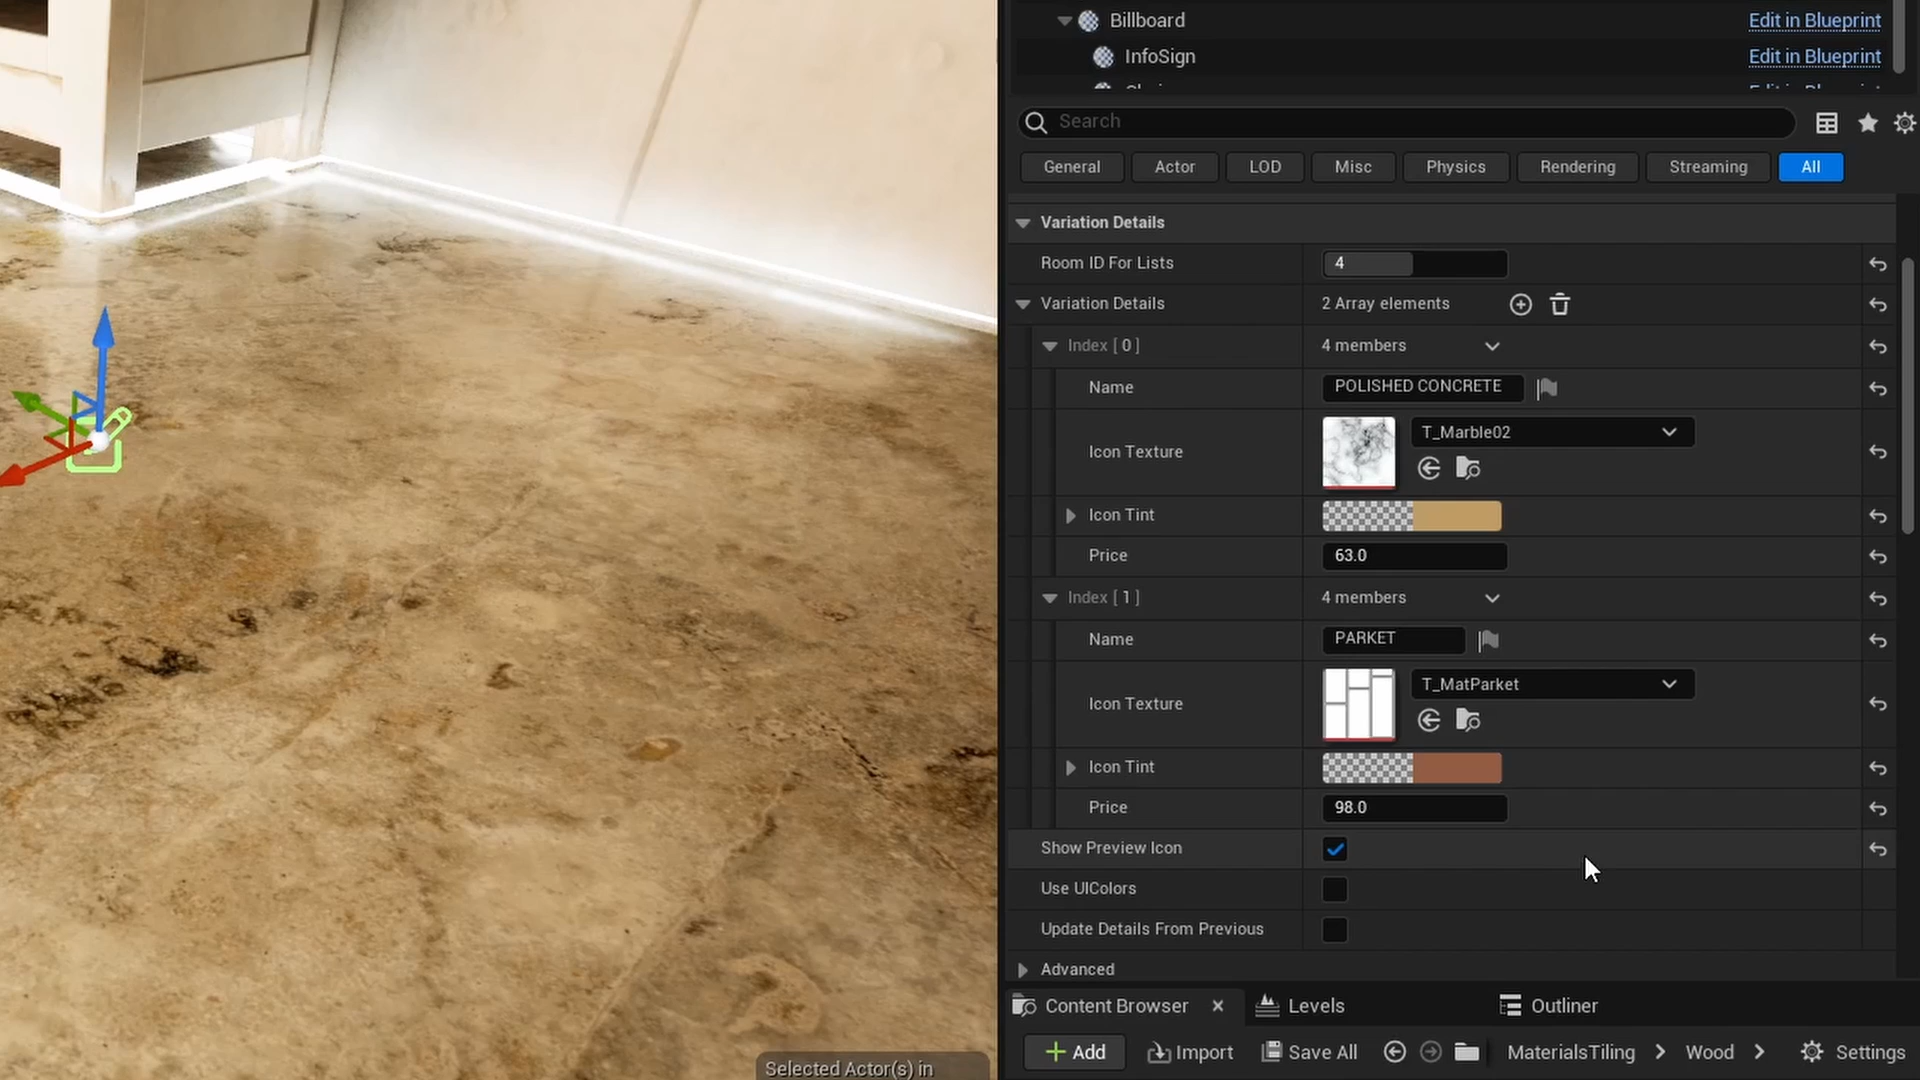 Billboard Edit in Blueprint
InfoSign Edit in Blueprint
Search
General Actor LOD Misc Physics Rendering Streaming All
Variation Details
Room ID For Lists 4
Variation Details 2 Array elements
Index [ 0 ] 4 members
Name POLISHED CONCRETE
Icon Texture T_Marble02
Icon Tint
Price 63.0
Index [ 1 ] 4 members
Name PARKET
Icon Texture T_MatParket
Icon Tint
Price 98.0
Show Preview Icon
Use UIColors
Update Details From Previous
Advanced
Content Browser Levels Outliner
Add Import Save All MaterialsTiling Wood Settings
Selected Actor(s) in